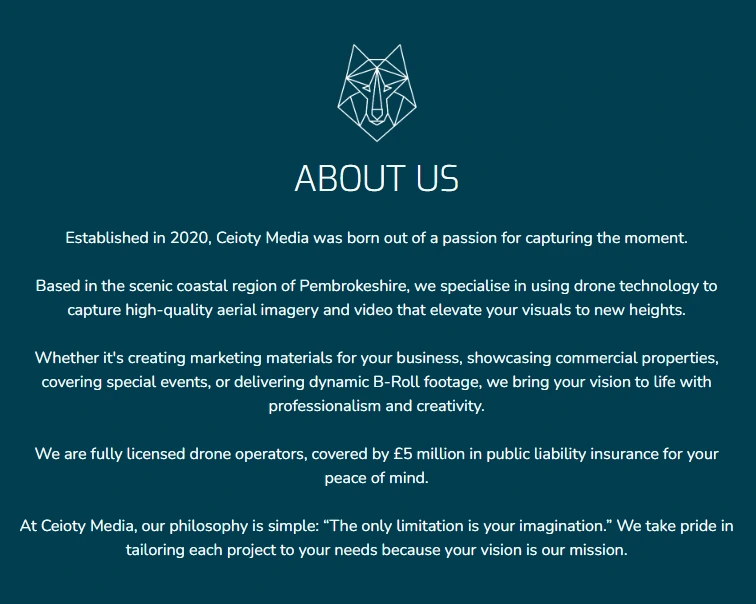 ABOUT US
Established in 2020, Ceioty Media was born out of a passion for capturing the moment.
Based in the scenic coastal region of Pembrokeshire, we specialise in using drone technology to
capture high-quality aerial imagery and video that elevate your visuals to new heights.
Whether it's creating marketing materials for your business, showcasing commercial properties,
covering special events, or delivering dynamic B-Roll footage, we bring your vision to life with
professionalism and creativity.
We are fully licensed drone operators, covered by £5 million in public liability insurance for your
peace of mind.
At Ceioty Media, our philosophy is simple: “The only limitation is your imagination.” We take pride in
tailoring each project to your needs because your vision is our mission.